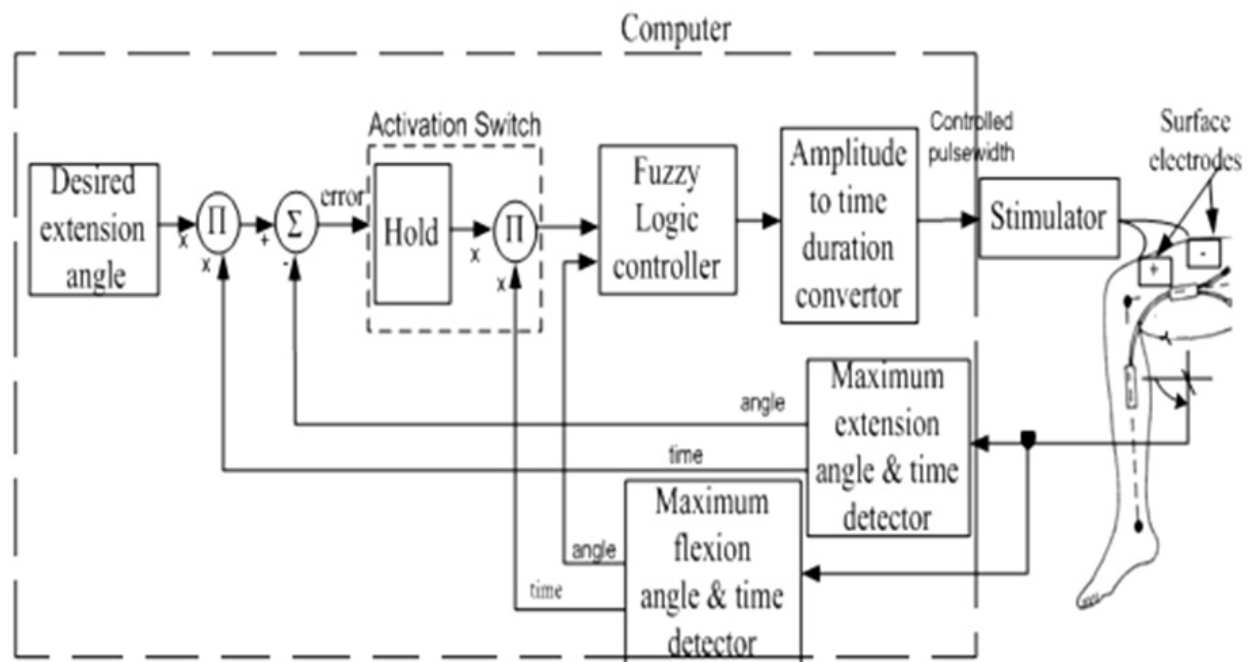 Computer
Activation Switch
Desired
extension
angle
x
Π
x
+
Σ
-
error
Hold
x
Π
x
Fuzzy
Logic
controller
Amplitude
to time
duration
convertor
Controlled
pulsewidth
Stimulator
Surface
electrodes
+
-
angle
time
Maximum
extension
angle & time
detector
angle
time
Maximum
flexion
angle & time
detector